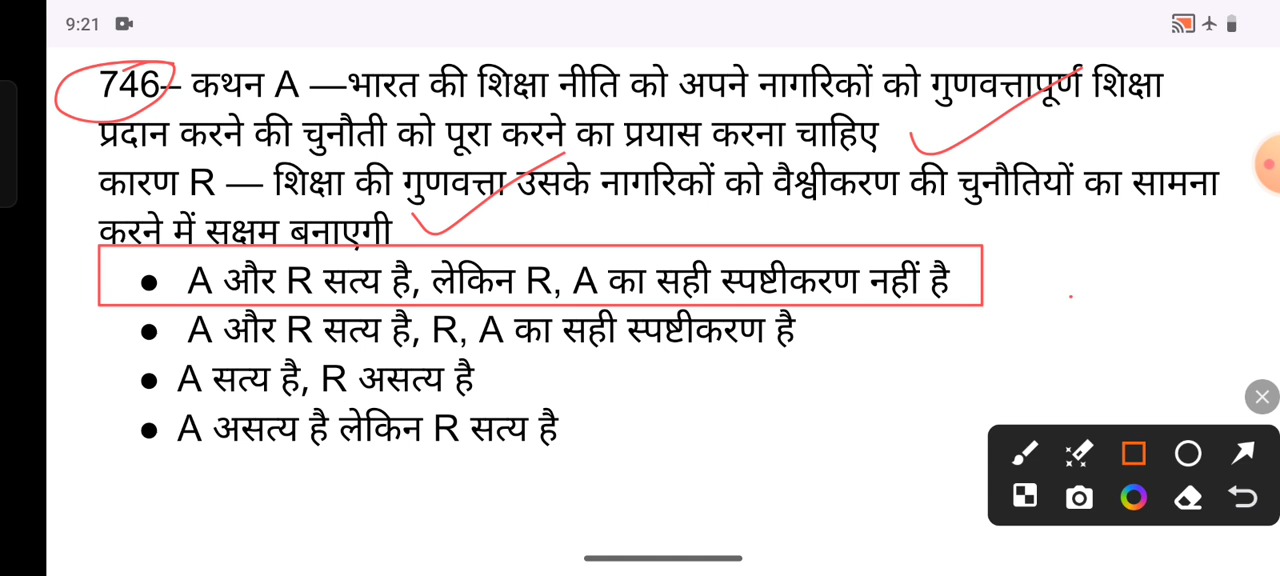 9:21
746– कथन A —भारत की शिक्षा नीति को अपने नागरिकों को गुणवत्तापूर्ण शिक्षा
प्रदान करने की चुनौती को पूरा करने का प्रयास करना चाहिए
कारण R — शिक्षा की गुणवत्ता उसके नागरिकों को वैश्वीकरण की चुनौतियों का सामना
करने में सक्षम बनाएगी
● A और R सत्य है, लेकिन R, A का सही स्पष्टीकरण नहीं है
● A और R सत्य है, R, A का सही स्पष्टीकरण है
● A सत्य है, R असत्य है
● A असत्य है लेकिन R सत्य है